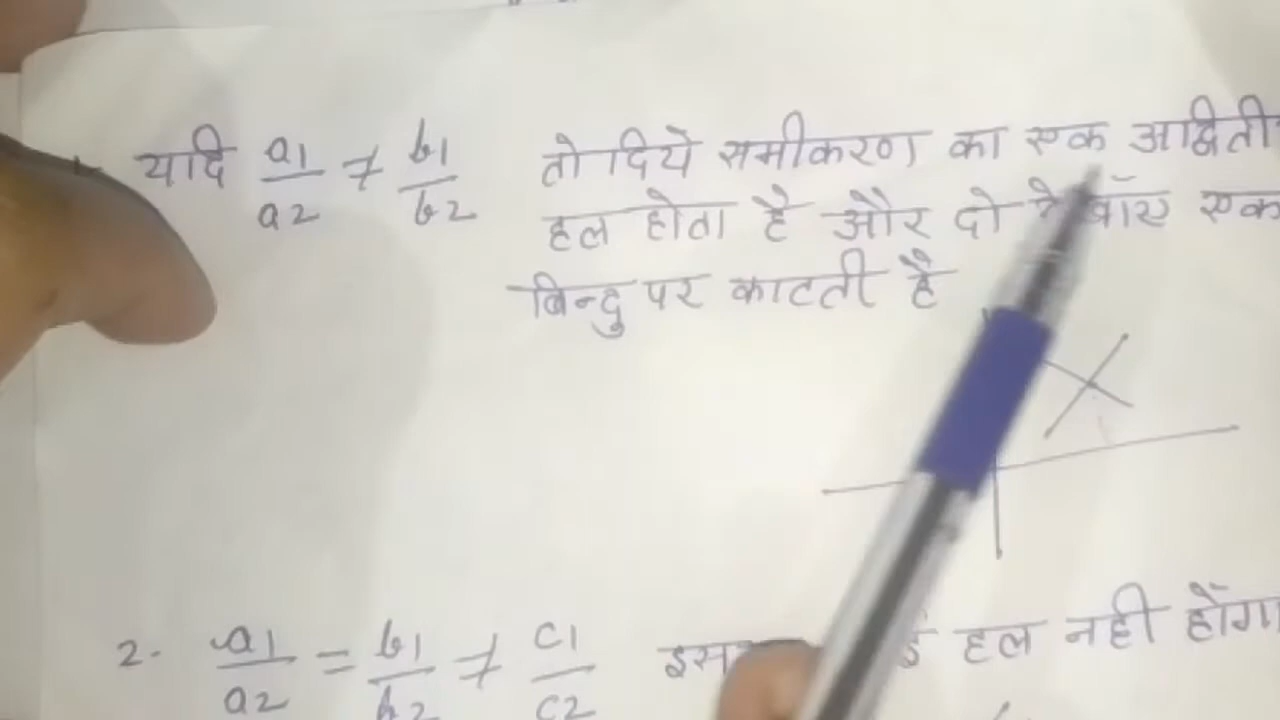 यदि a1/a2 ≠ b1/b2 तो दिये समीकरण का एक
हल होता है और दो एक
बिन्दु पर काटती है
2. a1/a2 = b1/b2 ≠ c1/c2 हल नही होंगा